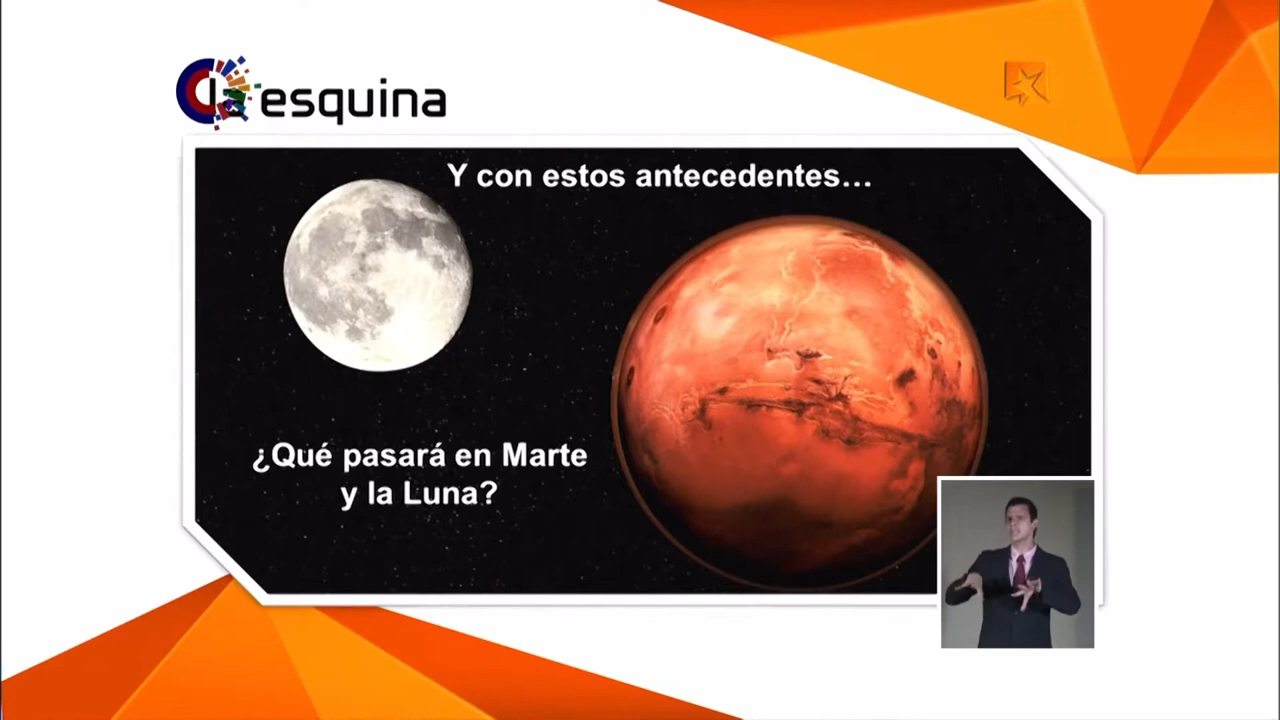 la esquina
Y con estos antecedentes...
¿Qué pasará en Marte
y la Luna?